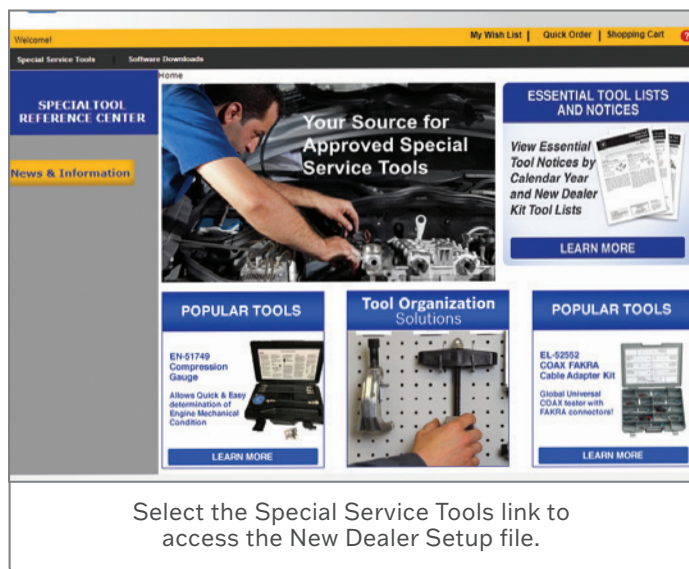 Welcome!
My Wish List | Quick Order | Shopping Cart ?
Special Service Tools | Software Downloads
Home
SPECIAL TOOL
REFERENCE CENTER
News & Information
Your Source for
Approved Special
Service Tools
ESSENTIAL TOOL LISTS
AND NOTICES
View Essential
Tool Notices by
Calendar Year
and New Dealer
Kit Tool Lists
LEARN MORE
POPULAR TOOLS
EN-51749
Compression
Gauge
Allows Quick & Easy
determination of
Engine Mechanical
Condition
LEARN MORE
Tool Organization
Solutions
POPULAR TOOLS
EL-52552
COAX FAKRA
Cable Adapter Kit
Global Universal
COAX tester with
FAKRA connectors!
LEARN MORE
Select the Special Service Tools link to
access the New Dealer Setup file.